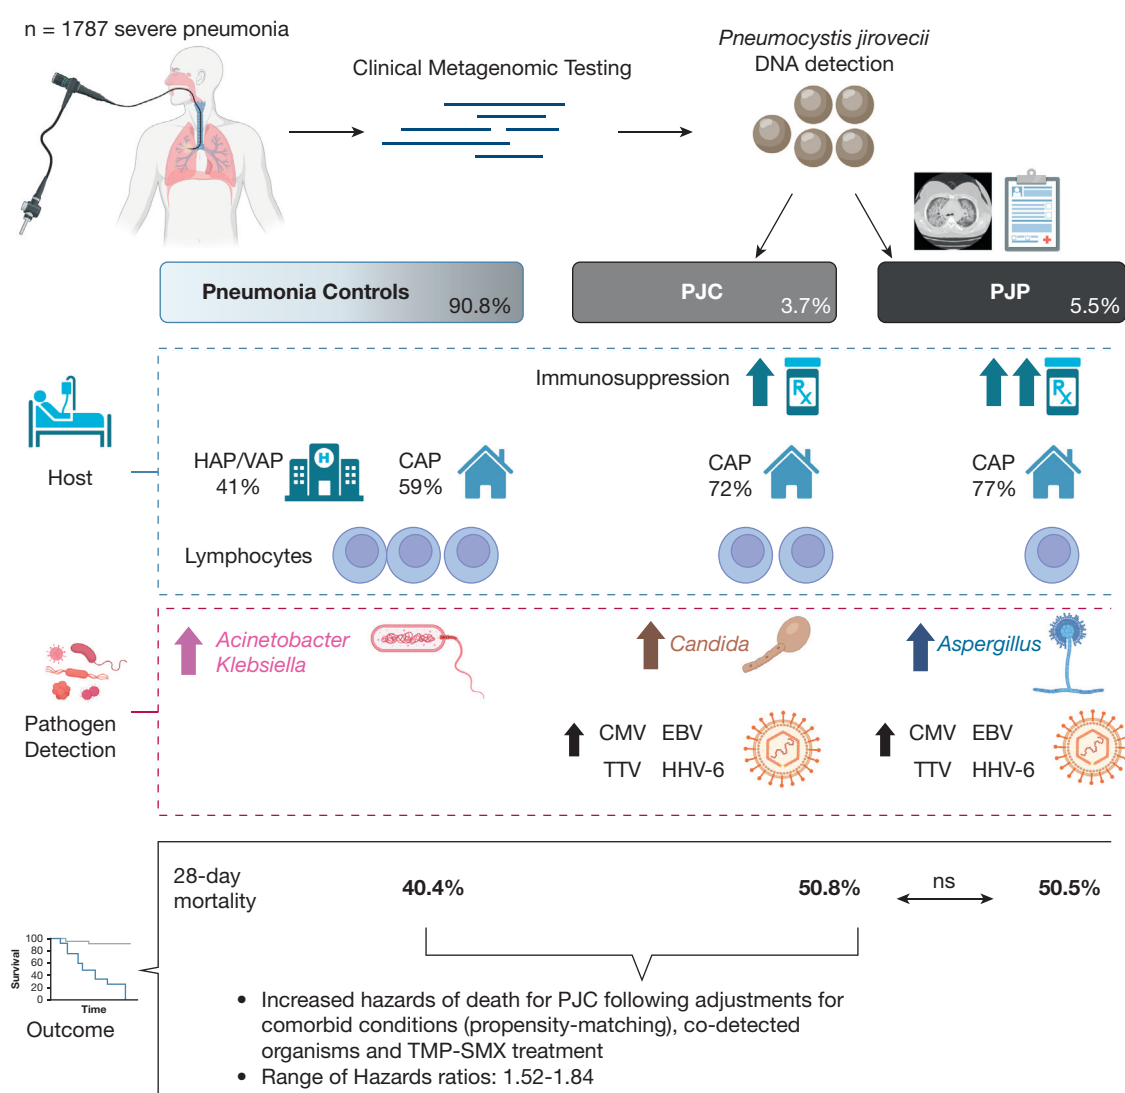 n = 1787 severe pneumonia
Clinical Metagenomic Testing
Pneumocystis jirovecii
DNA detection
Pneumonia Controls
90.8%
PJC
3.7%
PJP
5.5%
Host
Immunosuppression
Rx
Rx
HAP/VAP
41%
H
CAP
59%
CAP
72%
CAP
77%
Lymphocytes
Pathogen
Detection
Acinetobacter
Klebsiella
Candida
Aspergillus
CMV EBV
TTV HHV-6
CMV EBV
TTV HHV-6
28-day
mortality
40.4%
50.8%
ns
50.5%
Survival
100
80
60
40
20
0
Time
Outcome
• Increased hazards of death for PJC following adjustments for
comorbid conditions (propensity-matching), co-detected
organisms and TMP-SMX treatment
• Range of Hazards ratios: 1.52-1.84